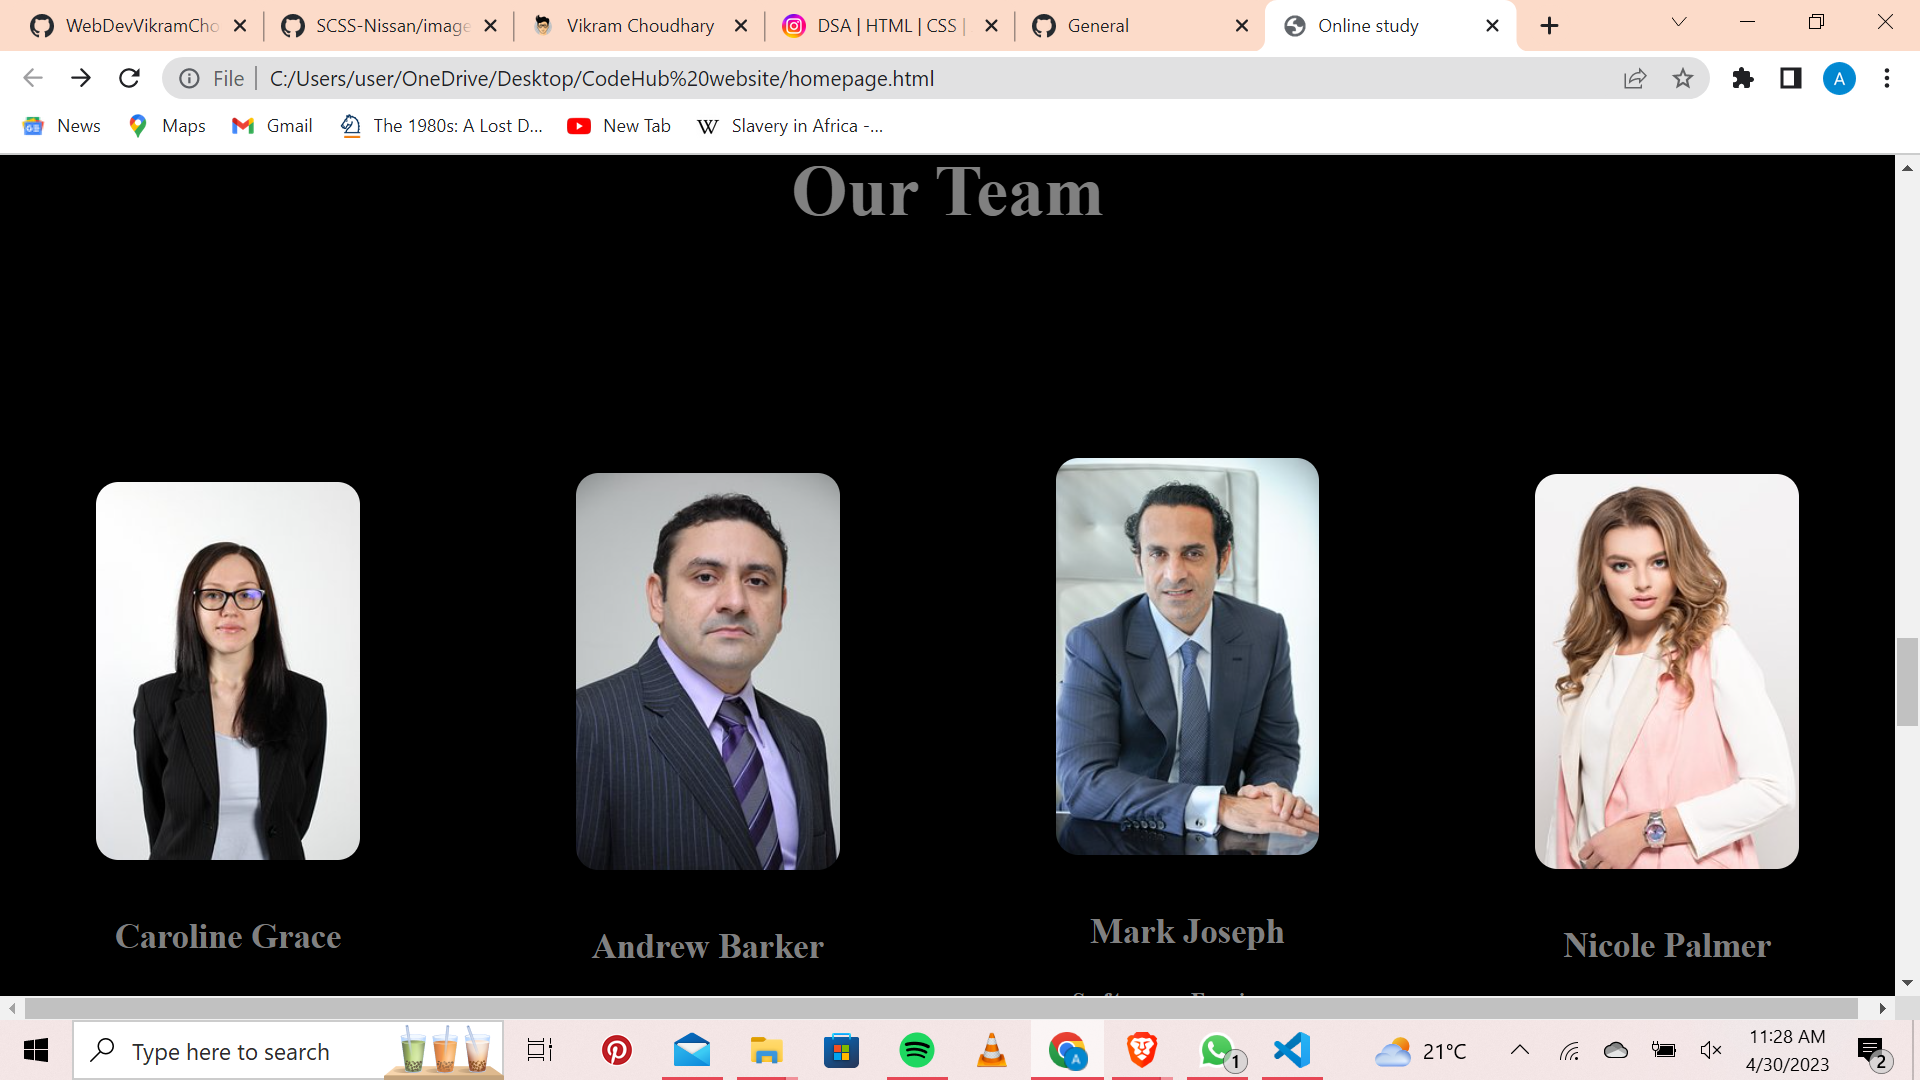 WebDevVikramCho
SCSS-Nissan/image
Vikram Choudhary
DSA | HTML | CSS |
General
Online study
File
C:/Users/user/OneDrive/Desktop/CodeHub%20website/homepage.html
A
News
Maps
Gmail
The 1980s: A Lost D...
New Tab
W
Slavery in Africa -...
Our Team
Caroline Grace
Andrew Barker
Mark Joseph
Nicole Palmer
Type here to search
A
1
21°C
11:28 AM
4/30/2023
2